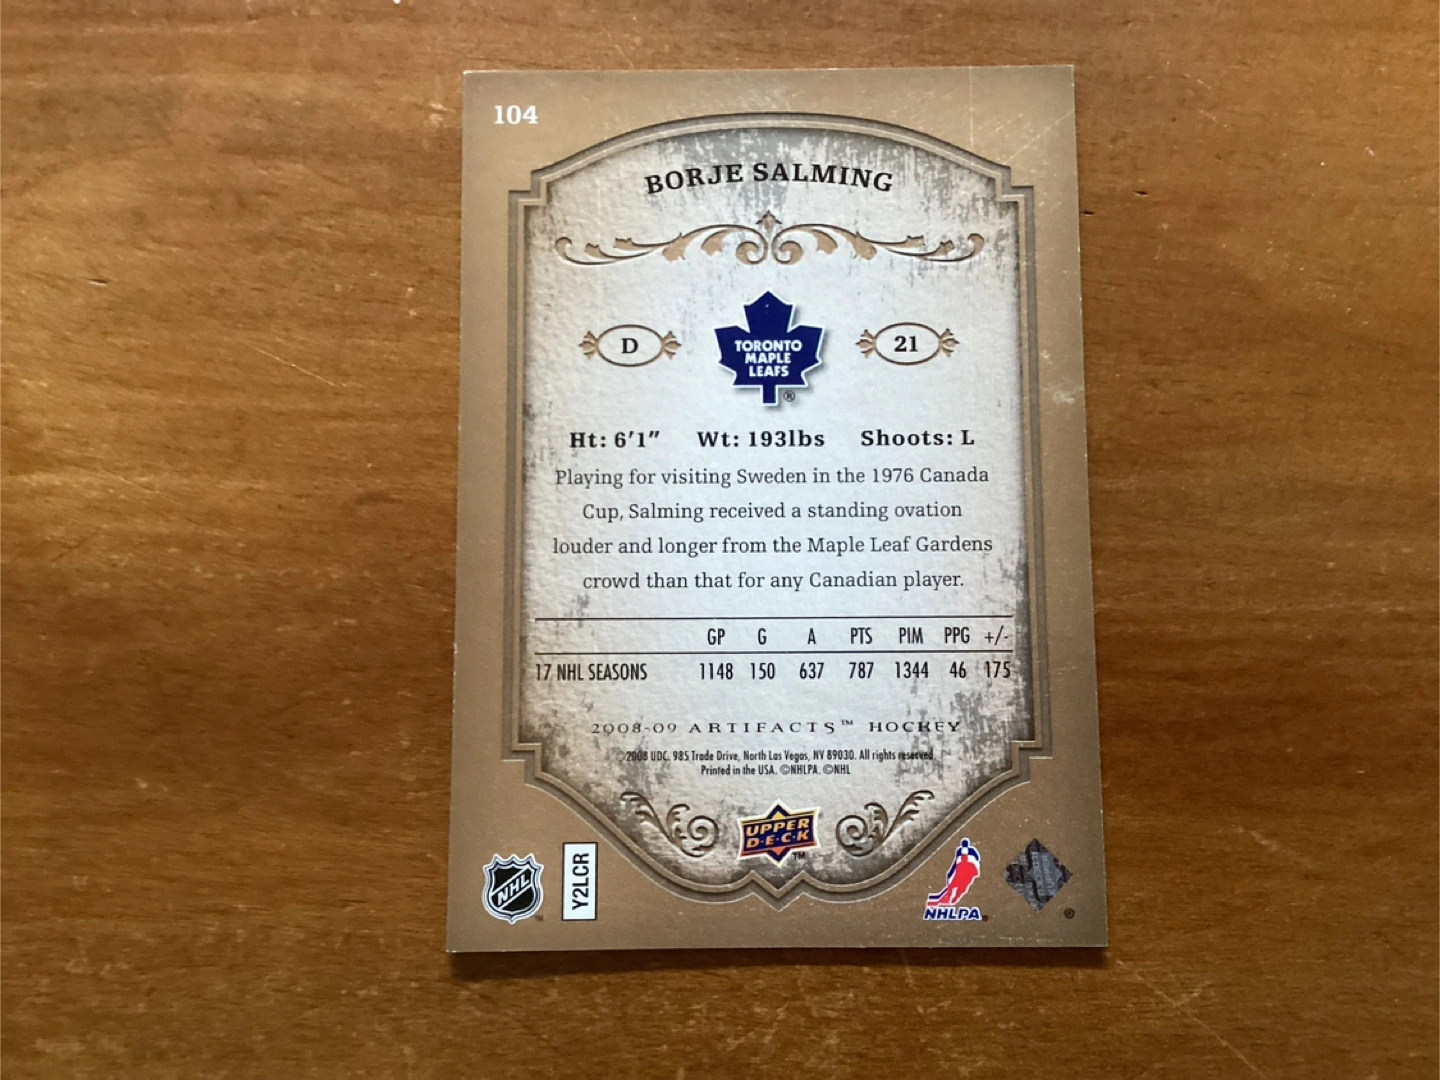 104
BORJE SALMING
D
TORONTO
MAPLE
LEAFS
®
21
Ht: 6'1" Wt: 193lbs Shoots: L
Playing for visiting Sweden in the 1976 Canada
Cup, Salming received a standing ovation
louder and longer from the Maple Leaf Gardens
crowd than that for any Canadian player.
GP G A PTS PIM PPG +/-
17 NHL SEASONS 1148 150 637 787 1344 46 175
2008-09 ARTIFACTS™ HOCKEY
©2008 UDC. 985 Trade Drive, North Las Vegas, NV 89030. All rights reserved.
Printed in the USA. ©NHLPA. ©NHL
UPPER
D·E·C·K
™
NHL
™
Y2LCR
NHLPA
®
®